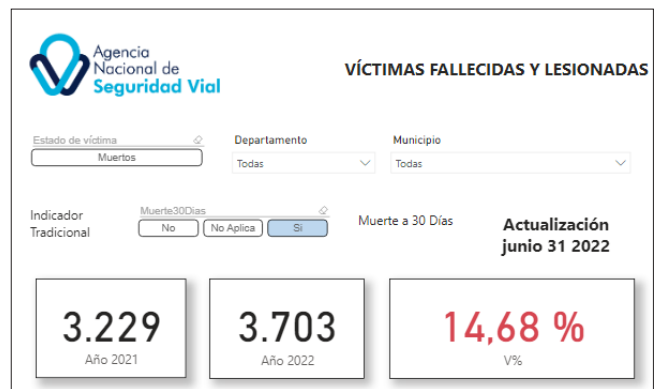 Agencia
Nacional de
Seguridad Vial
VÍCTIMAS FALLECIDAS Y LESIONADAS
Estado de víctima
Muertos
Departamento
Todas
Municipio
Todas
Indicador
Tradicional
Muerte30Dias
No
No Aplica
Si
Muerte a 30 Días
Actualización
junio 31 2022
3.229
Año 2021
3.703
Año 2022
14,68 %
V%